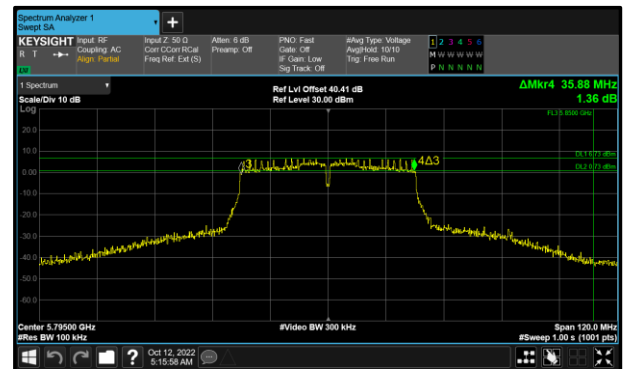 Spectrum Analyzer 1
Swept SA
+
KEYSIGHT
R T
Input: RF
Coupling: AC
Align: Partial
Input Z: 50 Ω
Corr CCorr RCal
Freq Ref: Ext (S)
Atten: 6 dB
Preamp: Off
PNO: Fast
Gate: Off
IF Gain: Low
Sig Track: Off
#Avg Type: Voltage
Avg|Hold: 10/10
Trig: Free Run
1 2 3 4 5 6
M W W W W W
P N N N N N
1 Spectrum
Scale/Div 10 dB
Log
Ref Lvl Offset 40.41 dB
Ref Level 30.00 dBm
ΔMkr4 35.88 MHz
1.36 dB
20.0
10.0
0.00
-10.0
-20.0
-30.0
-40.0
-50.0
-60.0
DL1 6.73 dBm
DL2 0.73 dBm
3
4Δ3
Center 5.79500 GHz
#Res BW 100 kHz
#Video BW 300 kHz
Span 120.0 MHz
#Sweep 1.00 s (1001 pts)
?
Oct 12, 2022
5:15:58 AM